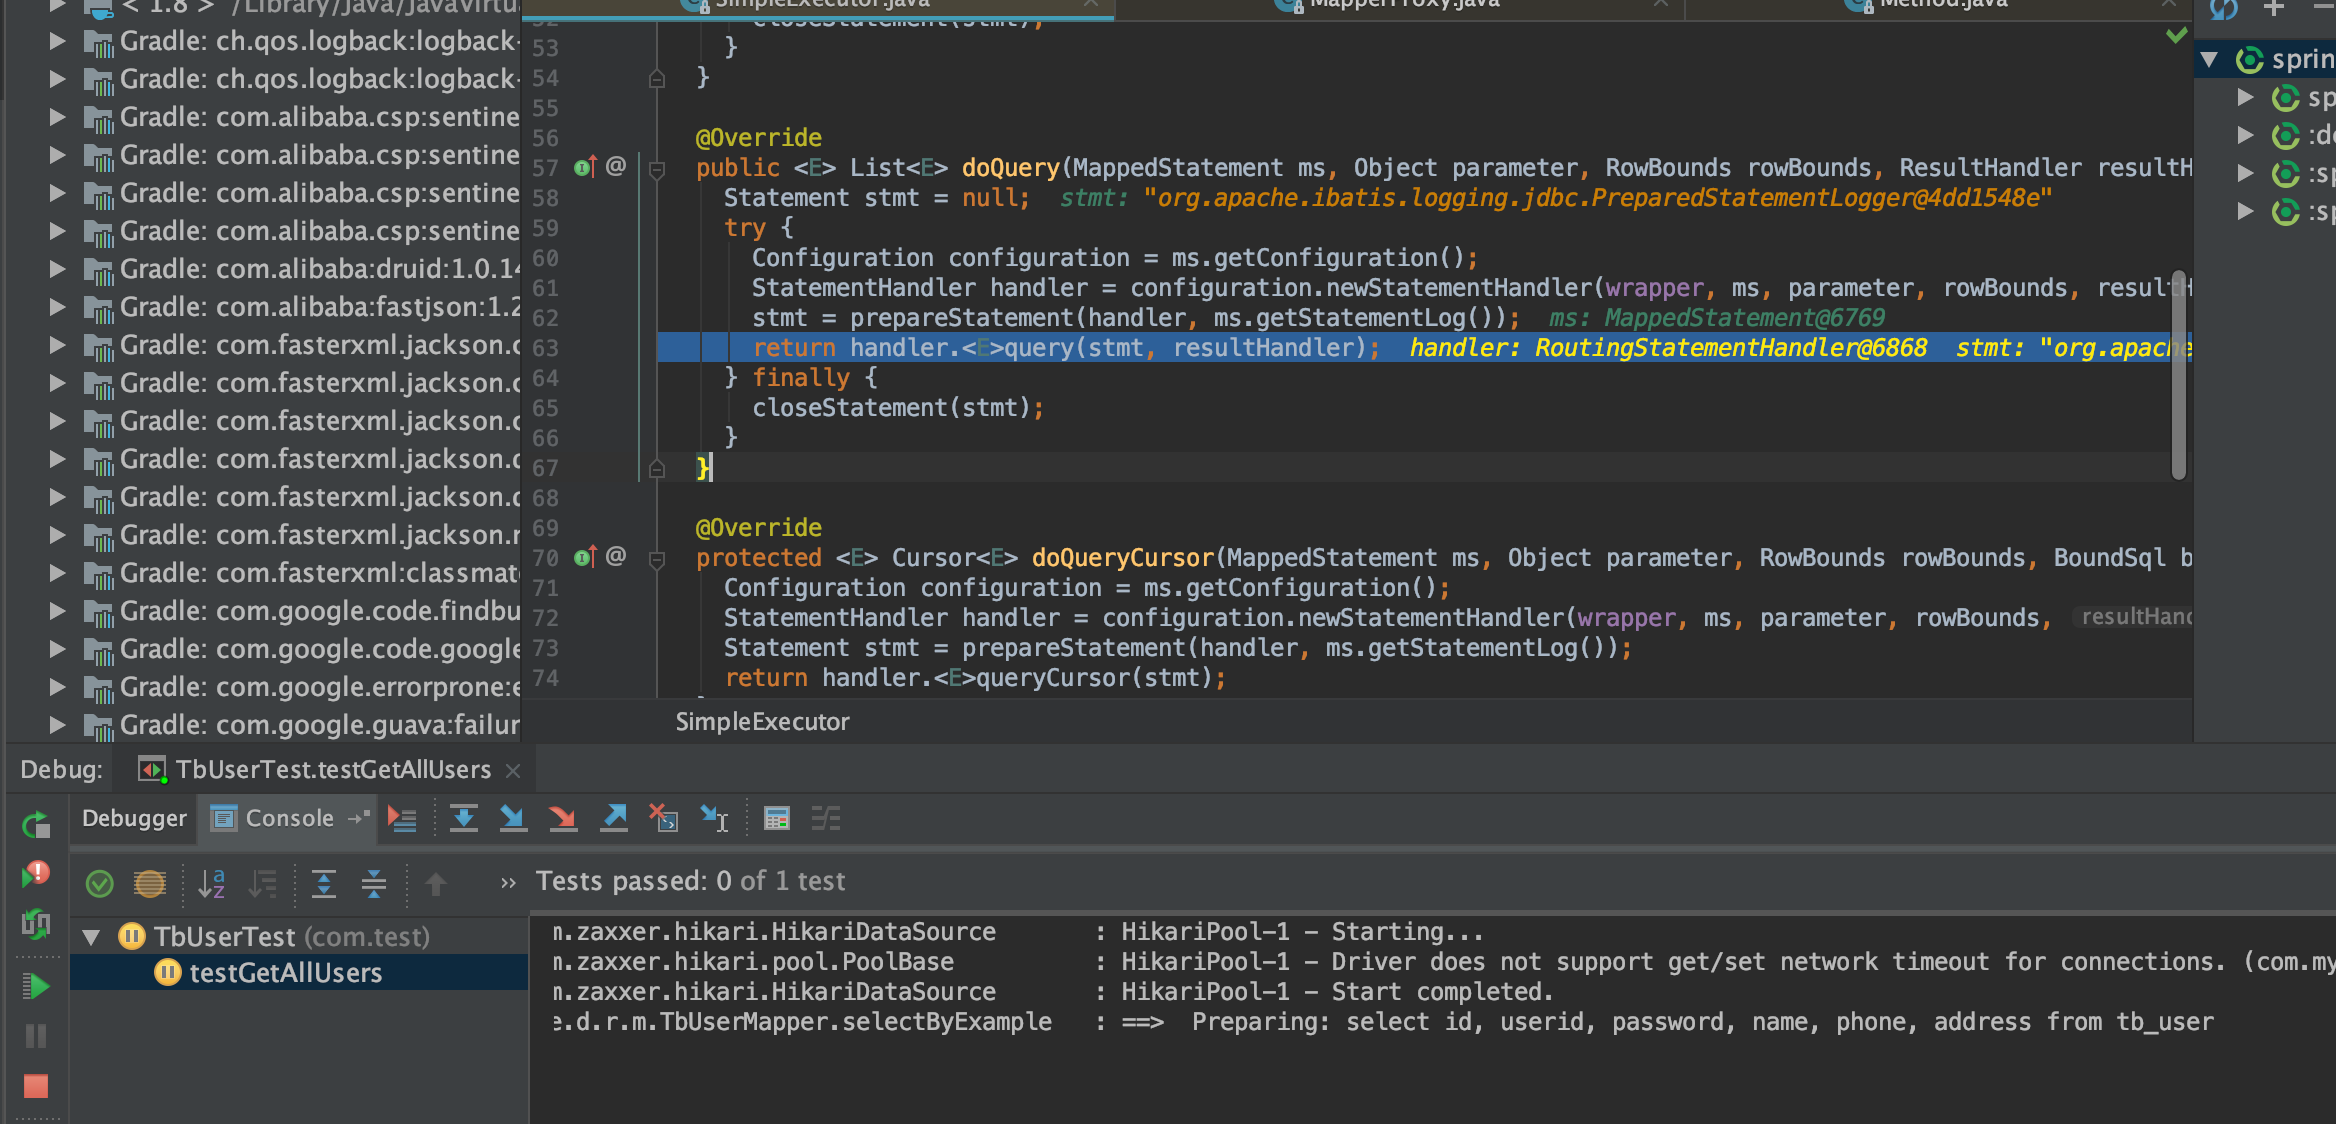 < 1.8 > /Library/Java/JavaVirtu
Gradle: ch.qos.logback:logback-
Gradle: ch.qos.logback:logback-
Gradle: com.alibaba.csp:sentine
Gradle: com.alibaba.csp:sentine
Gradle: com.alibaba.csp:sentine
Gradle: com.alibaba.csp:sentine
Gradle: com.alibaba:druid:1.0.14
Gradle: com.alibaba:fastjson:1.2
Gradle: com.fasterxml.jackson.c
Gradle: com.fasterxml.jackson.c
Gradle: com.fasterxml.jackson.c
Gradle: com.fasterxml.jackson.c
Gradle: com.fasterxml.jackson.c
Gradle: com.fasterxml.jackson.r
Gradle: com.fasterxml:classmat
Gradle: com.google.code.findbu
Gradle: com.google.code.google
Gradle: com.google.errorprone:e
Gradle: com.google.guava:failur
SimpleExecutor.java
MapperProxy.java
Method.java
52 closeStatement(stmt);
53 }
54 }
55
56 @Override
57 @ public <E> List<E> doQuery(MappedStatement ms, Object parameter, RowBounds rowBounds, ResultHandler resultH
58 Statement stmt = null; stmt: "org.apache.ibatis.logging.jdbc.PreparedStatementLogger@4dd1548e"
59 try {
60 Configuration configuration = ms.getConfiguration();
61 StatementHandler handler = configuration.newStatementHandler(wrapper, ms, parameter, rowBounds, resultH
62 stmt = prepareStatement(handler, ms.getStatementLog()); ms: MappedStatement@6769
63 return handler.<E>query(stmt, resultHandler); handler: RoutingStatementHandler@6868 stmt: "org.apache
64 } finally {
65 closeStatement(stmt);
66 }
67 }
68
69 @Override
70 @ protected <E> Cursor<E> doQueryCursor(MappedStatement ms, Object parameter, RowBounds rowBounds, BoundSql b
71 Configuration configuration = ms.getConfiguration();
72 StatementHandler handler = configuration.newStatementHandler(wrapper, ms, parameter, rowBounds, resultHand
73 Statement stmt = prepareStatement(handler, ms.getStatementLog());
74 return handler.<E>queryCursor(stmt);
SimpleExecutor
sprin
sp
:de
:sp
:sp
Debug: TbUserTest.testGetAllUsers
Debugger Console
Tests passed: 0 of 1 test
TbUserTest (com.test)
testGetAllUsers
n.zaxxer.hikari.HikariDataSource : HikariPool-1 - Starting...
n.zaxxer.hikari.pool.PoolBase : HikariPool-1 - Driver does not support get/set network timeout for connections. (com.my
n.zaxxer.hikari.HikariDataSource : HikariPool-1 - Start completed.
e.d.r.m.TbUserMapper.selectByExample : ==> Preparing: select id, userid, password, name, phone, address from tb_user